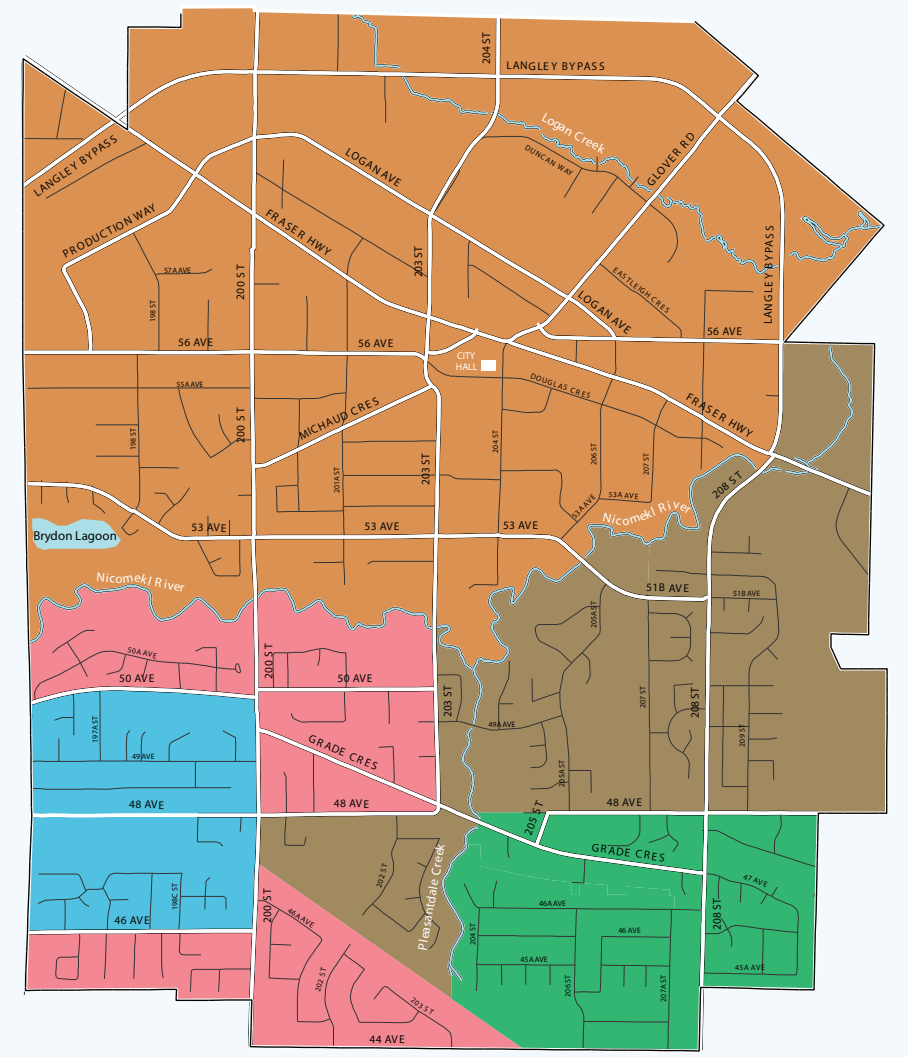 204 ST
LANGLEY BYPASS
Logan Creek
LANGLEY BYPASS
LOGAN AVE
DUNCAN WAY
GLOVER RD
PRODUCTION WAY
FRASER HWY
203 ST
LANGLEY BYPASS
57A AVE
200 ST
198 ST
EASTLEIGH CRES
LOGAN AVE
56 AVE
56 AVE
56 AVE
CITY
HALL
55A AVE
DOUGLAS CRES
MICHAUD CRES
FRASER HWY
198 ST
200 ST
204 ST
206 ST
207 ST
201A ST
203 ST
208 ST
53A AVE
53A AVE
Nicomekl River
53 AVE
53 AVE
53 AVE
Brydon Lagoon
Nicomekl River
51B AVE
51B AVE
205A ST
50A AVE
200 ST
50 AVE
50 AVE
203 ST
207 ST
208 ST
197A ST
49A AVE
209 ST
GRADE CRES
49 AVE
205A ST
48 AVE
48 AVE
48 AVE
205 ST
GRADE CRES
202 ST
Pleasantdale Creek
47 AVE
198C ST
200 ST
46A AVE
46A AVE
46 AVE
208 ST
204 ST
46 AVE
45A AVE
45A AVE
202 ST
206 ST
207A ST
203 ST
44 AVE